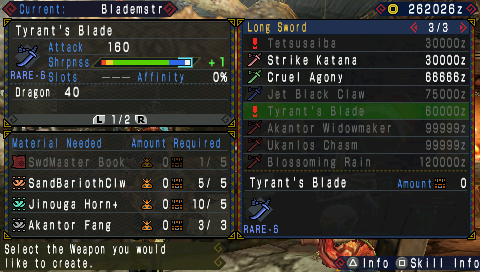 Current: Blademstr 262026z
Tyrant's Blade
Attack 160
Shrpnss +1
RARE-6 Slots --- Affinity 0%
Dragon 40
L 1/2 R
Material Needed Amount Required
SwdMaster Book 0 1/ 5
SandBariothClw 0 5/ 5
Jinouga Horn+ 0 10/ 5
Akantor Fang 0 3/ 3
Select the Weapon you would
like to create.
Long Sword 3/3
Tetsusaiba 30000z
Strike Katana 30000z
Cruel Agony 66666z
Jet Black Claw 75000z
Tyrant's Blade 60000z
Akantor Widowmaker 99999z
Ukanlos Chasm 99999z
Blossoming Rain 120000z
Tyrant's Blade Amount 0
RARE-6
Info Skill Info